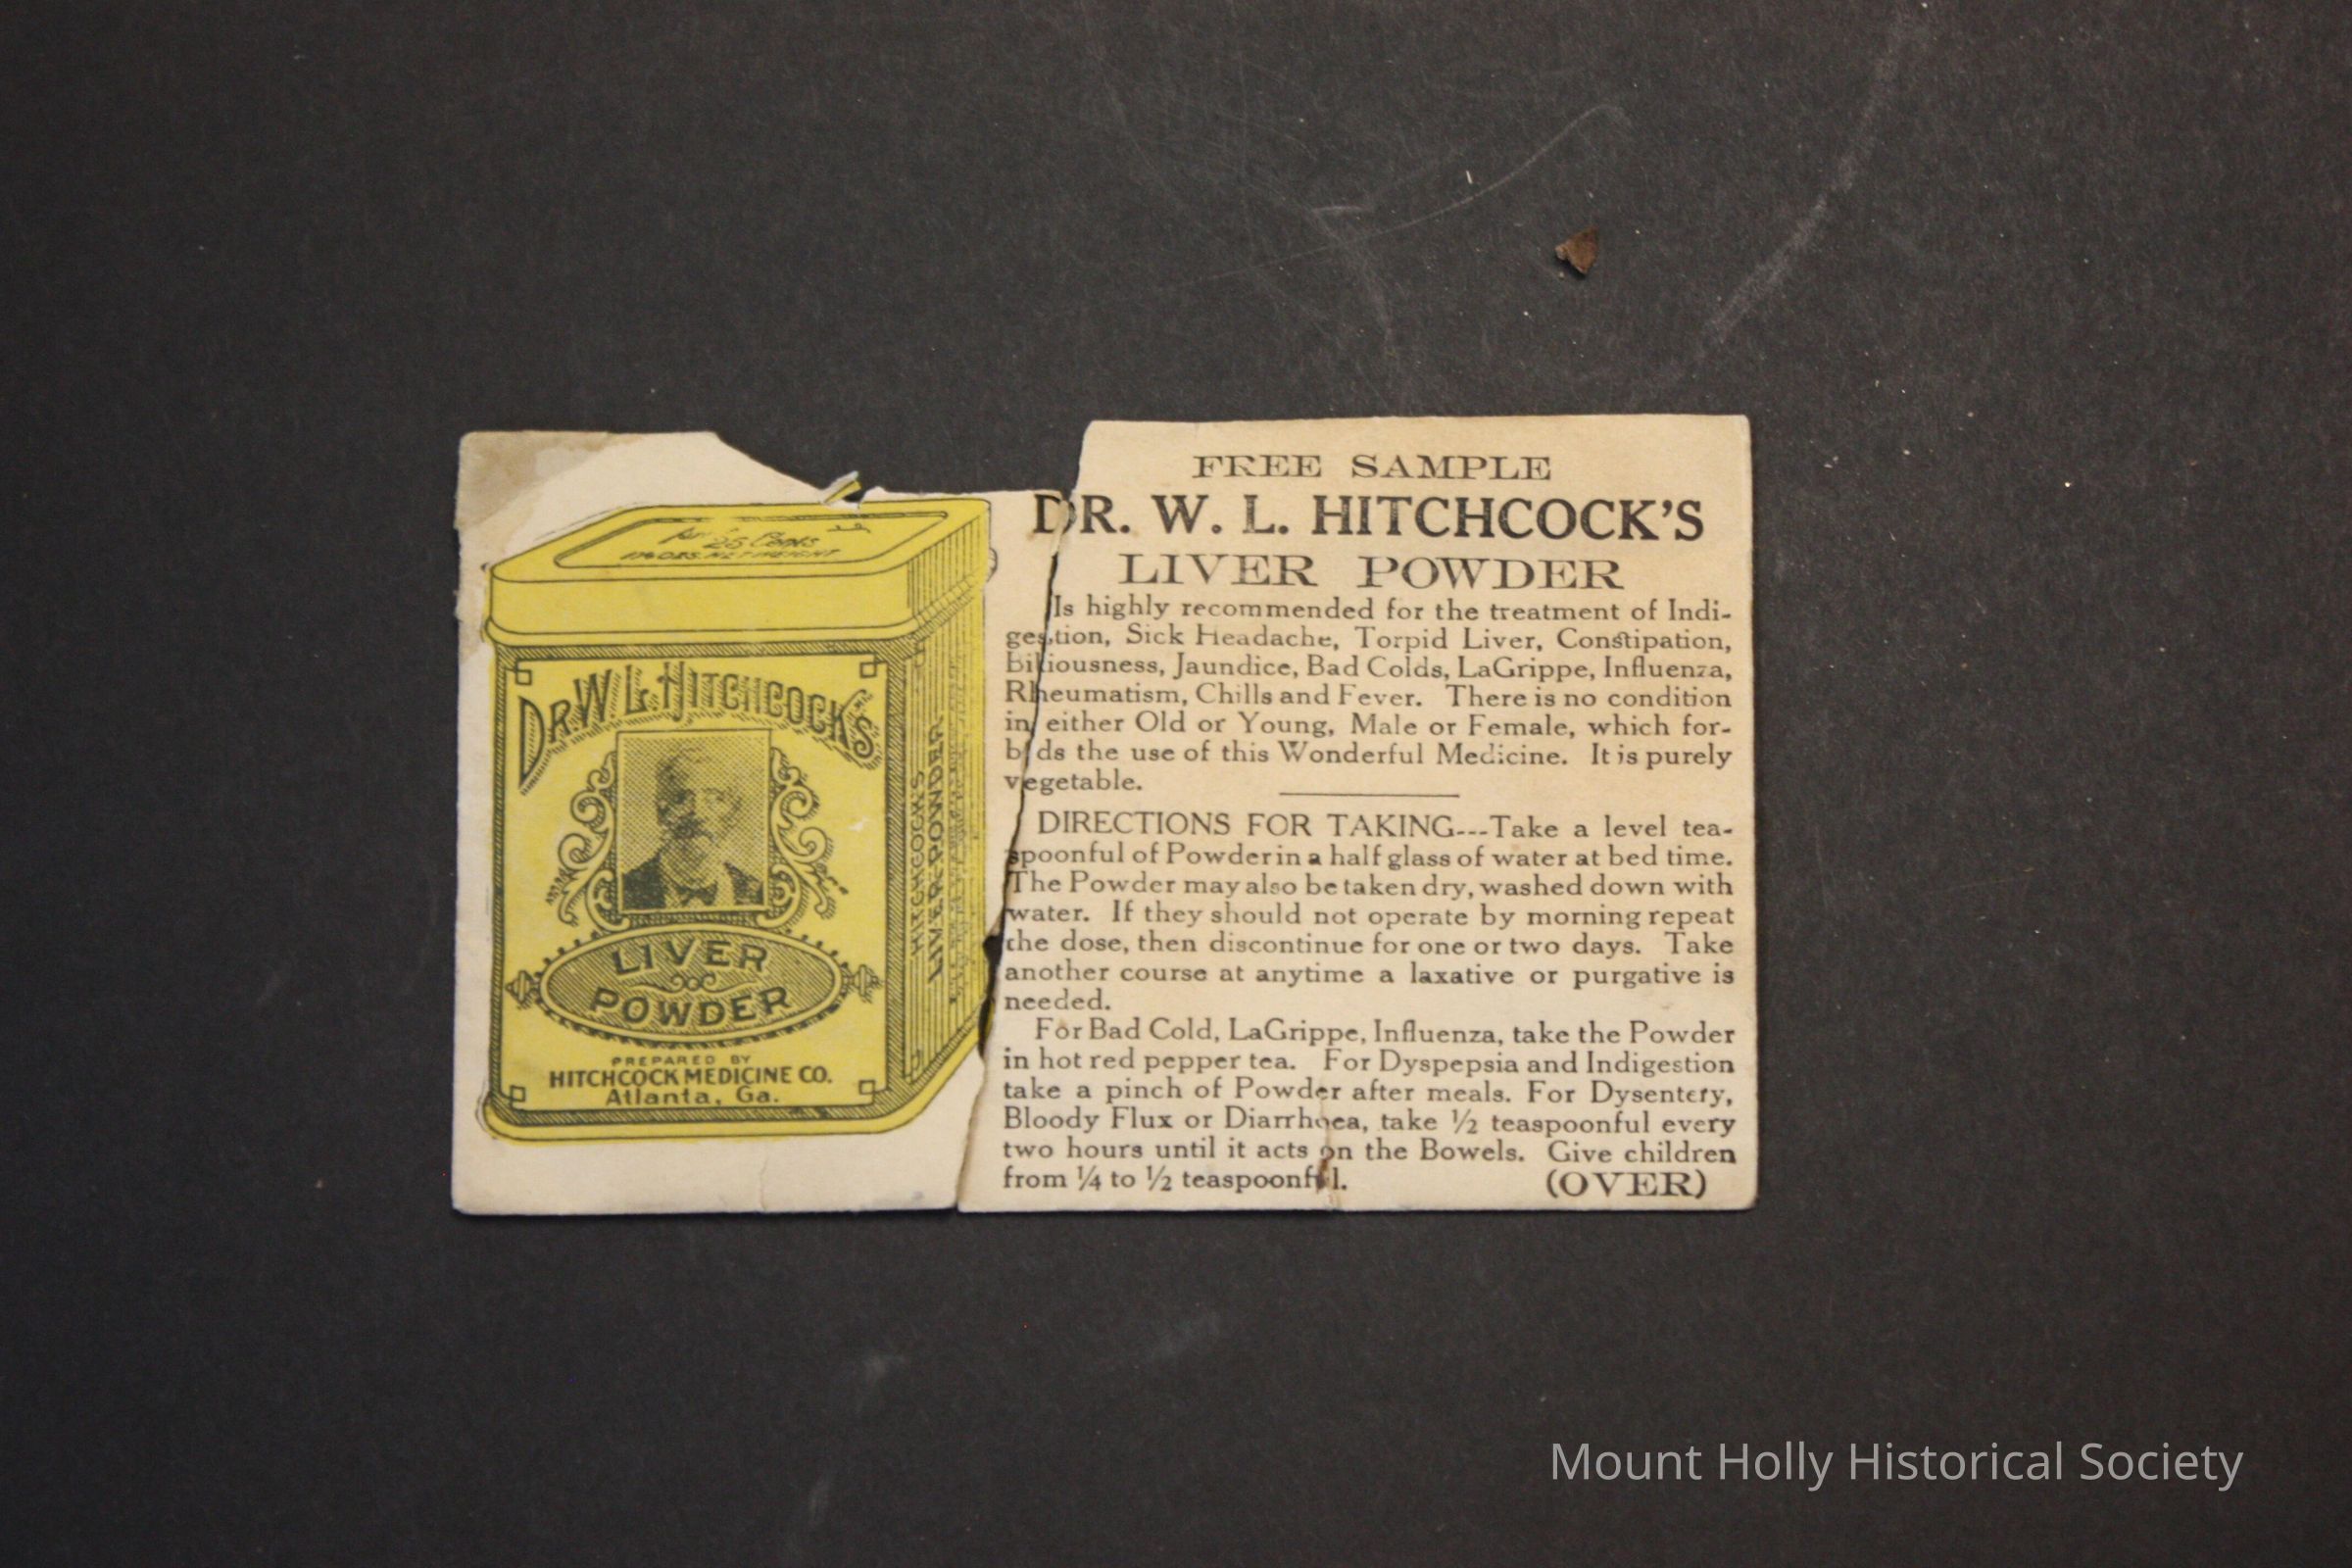 25 Cents
NET WEIGHT
DR. W. L. HITCHCOCK'S
LIVER
POWDER
PREPARED BY
HITCHCOCK MEDICINE CO.
Atlanta, Ga.
HITCHCOCK'S
LIVER POWDER
FREE SAMPLE
DR. W. L. HITCHCOCK'S
LIVER POWDER
Is highly recommended for the treatment of Indi-
gestion, Sick Headache, Torpid Liver, Constipation,
Biliousness, Jaundice, Bad Colds, LaGrippe, Influenza,
Rheumatism, Chills and Fever. There is no condition
in either Old or Young, Male or Female, which for-
bids the use of this Wonderful Medicine. It is purely
vegetable.
DIRECTIONS FOR TAKING---Take a level tea-
spoonful of Powder in a half glass of water at bed time.
The Powder may also be taken dry, washed down with
water. If they should not operate by morning repeat
the dose, then discontinue for one or two days. Take
another course at anytime a laxative or purgative is
needed.
For Bad Cold, LaGrippe, Influenza, take the Powder
in hot red pepper tea. For Dyspepsia and Indigestion
take a pinch of Powder after meals. For Dysentery,
Bloody Flux or Diarrhoea, take ½ teaspoonful every
two hours until it acts on the Bowels. Give children
from ¼ to ½ teaspoonful.
(OVER)
Mount Holly Historical Society